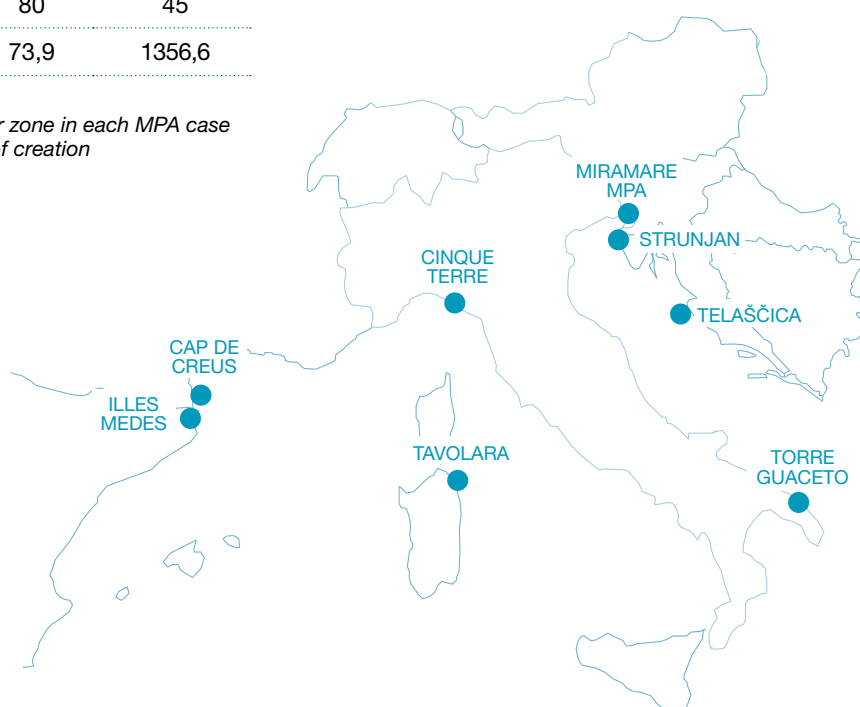 80 45
73,9 1356,6
r zone in each MPA case
of creation
MIRAMARE
MPA
STRUNJAN
CINQUE
TERRE
TELAŠČICA
CAP DE
CREUS
ILLES
MEDES
TAVOLARA
TORRE
GUACETO